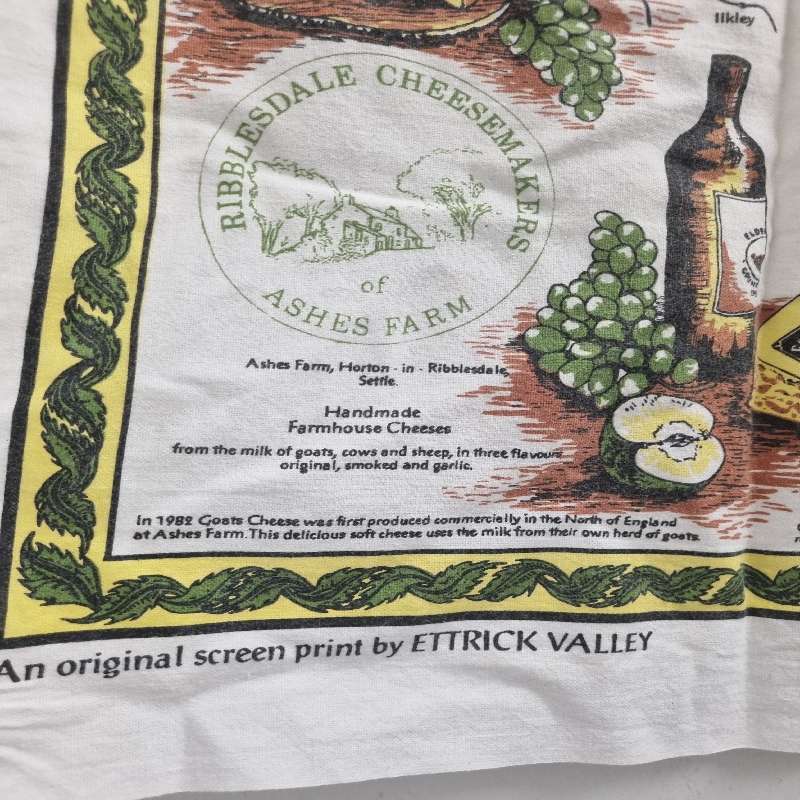 Ilkley
RIBBLESDALE CHEESEMAKERS
of
ASHES FARM
Ashes Farm, Horton - in - Ribblesdale,
Settle.
Handmade
Farmhouse Cheeses
from the milk of goats, cows and sheep, in three flavours
original, smoked and garlic.
In 1982 Goats Cheese was first produced commercially in the North of England
at Ashes Farm. This delicious soft cheese uses the milk from their own herd of goats.
An original screen print by ETTRICK VALLEY